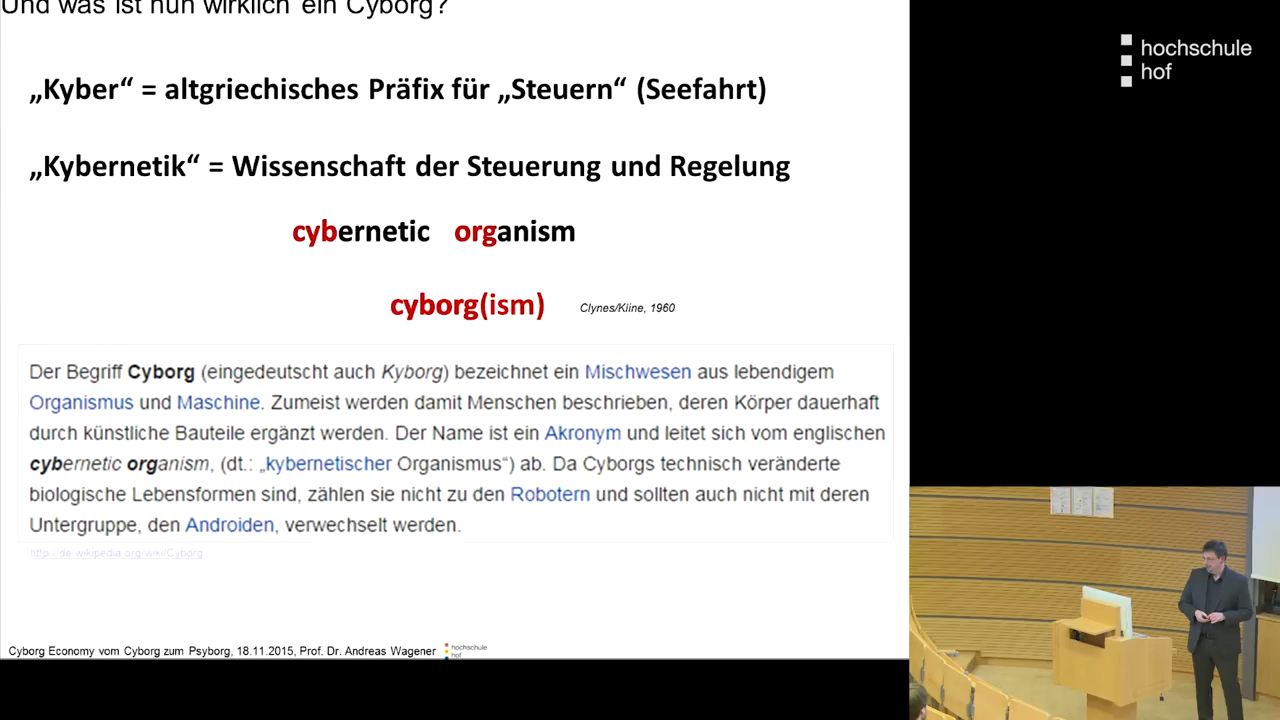 Und was ist nun wirklich ein Cyborg?
„Kyber“ = altgriechisches Präfix für „Steuern“ (Seefahrt)
„Kybernetik“ = Wissenschaft der Steuerung und Regelung
cybernetic organism
cyborg(ism)
Clynes/Kline, 1960
Der Begriff Cyborg (eingedeutscht auch Kyborg) bezeichnet ein Mischwesen aus lebendigem
Organismus und Maschine. Zumeist werden damit Menschen beschrieben, deren Körper dauerhaft
durch künstliche Bauteile ergänzt werden. Der Name ist ein Akronym und leitet sich vom englischen
cybernetic organism, (dt.: „kybernetischer Organismus“) ab. Da Cyborgs technisch veränderte
biologische Lebensformen sind, zählen sie nicht zu den Robotern und sollten auch nicht mit deren
Untergruppe, den Androiden, verwechselt werden.
http://de.wikipedia.org/wiki/Cyborg
Cyborg Economy vom Cyborg zum Psyborg, 18.11.2015, Prof. Dr. Andreas Wagener
hochschule
hof
hochschule
hof